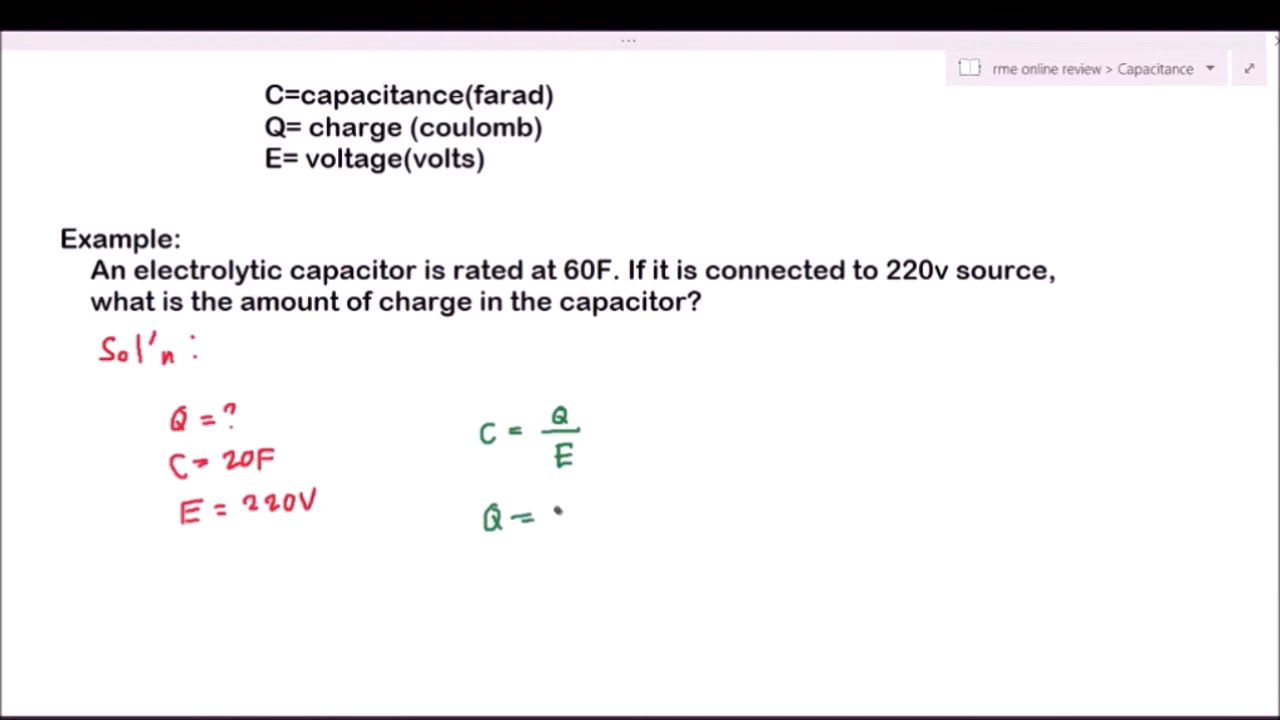 rme online review > Capacitance
C=capacitance(farad)
Q= charge (coulomb)
E= voltage(volts)
Example:
An electrolytic capacitor is rated at 60F. If it is connected to 220v source,
what is the amount of charge in the capacitor?
Sol'n :
Q = ?
C = 20F
E = 220V
C = Q/E
Q =